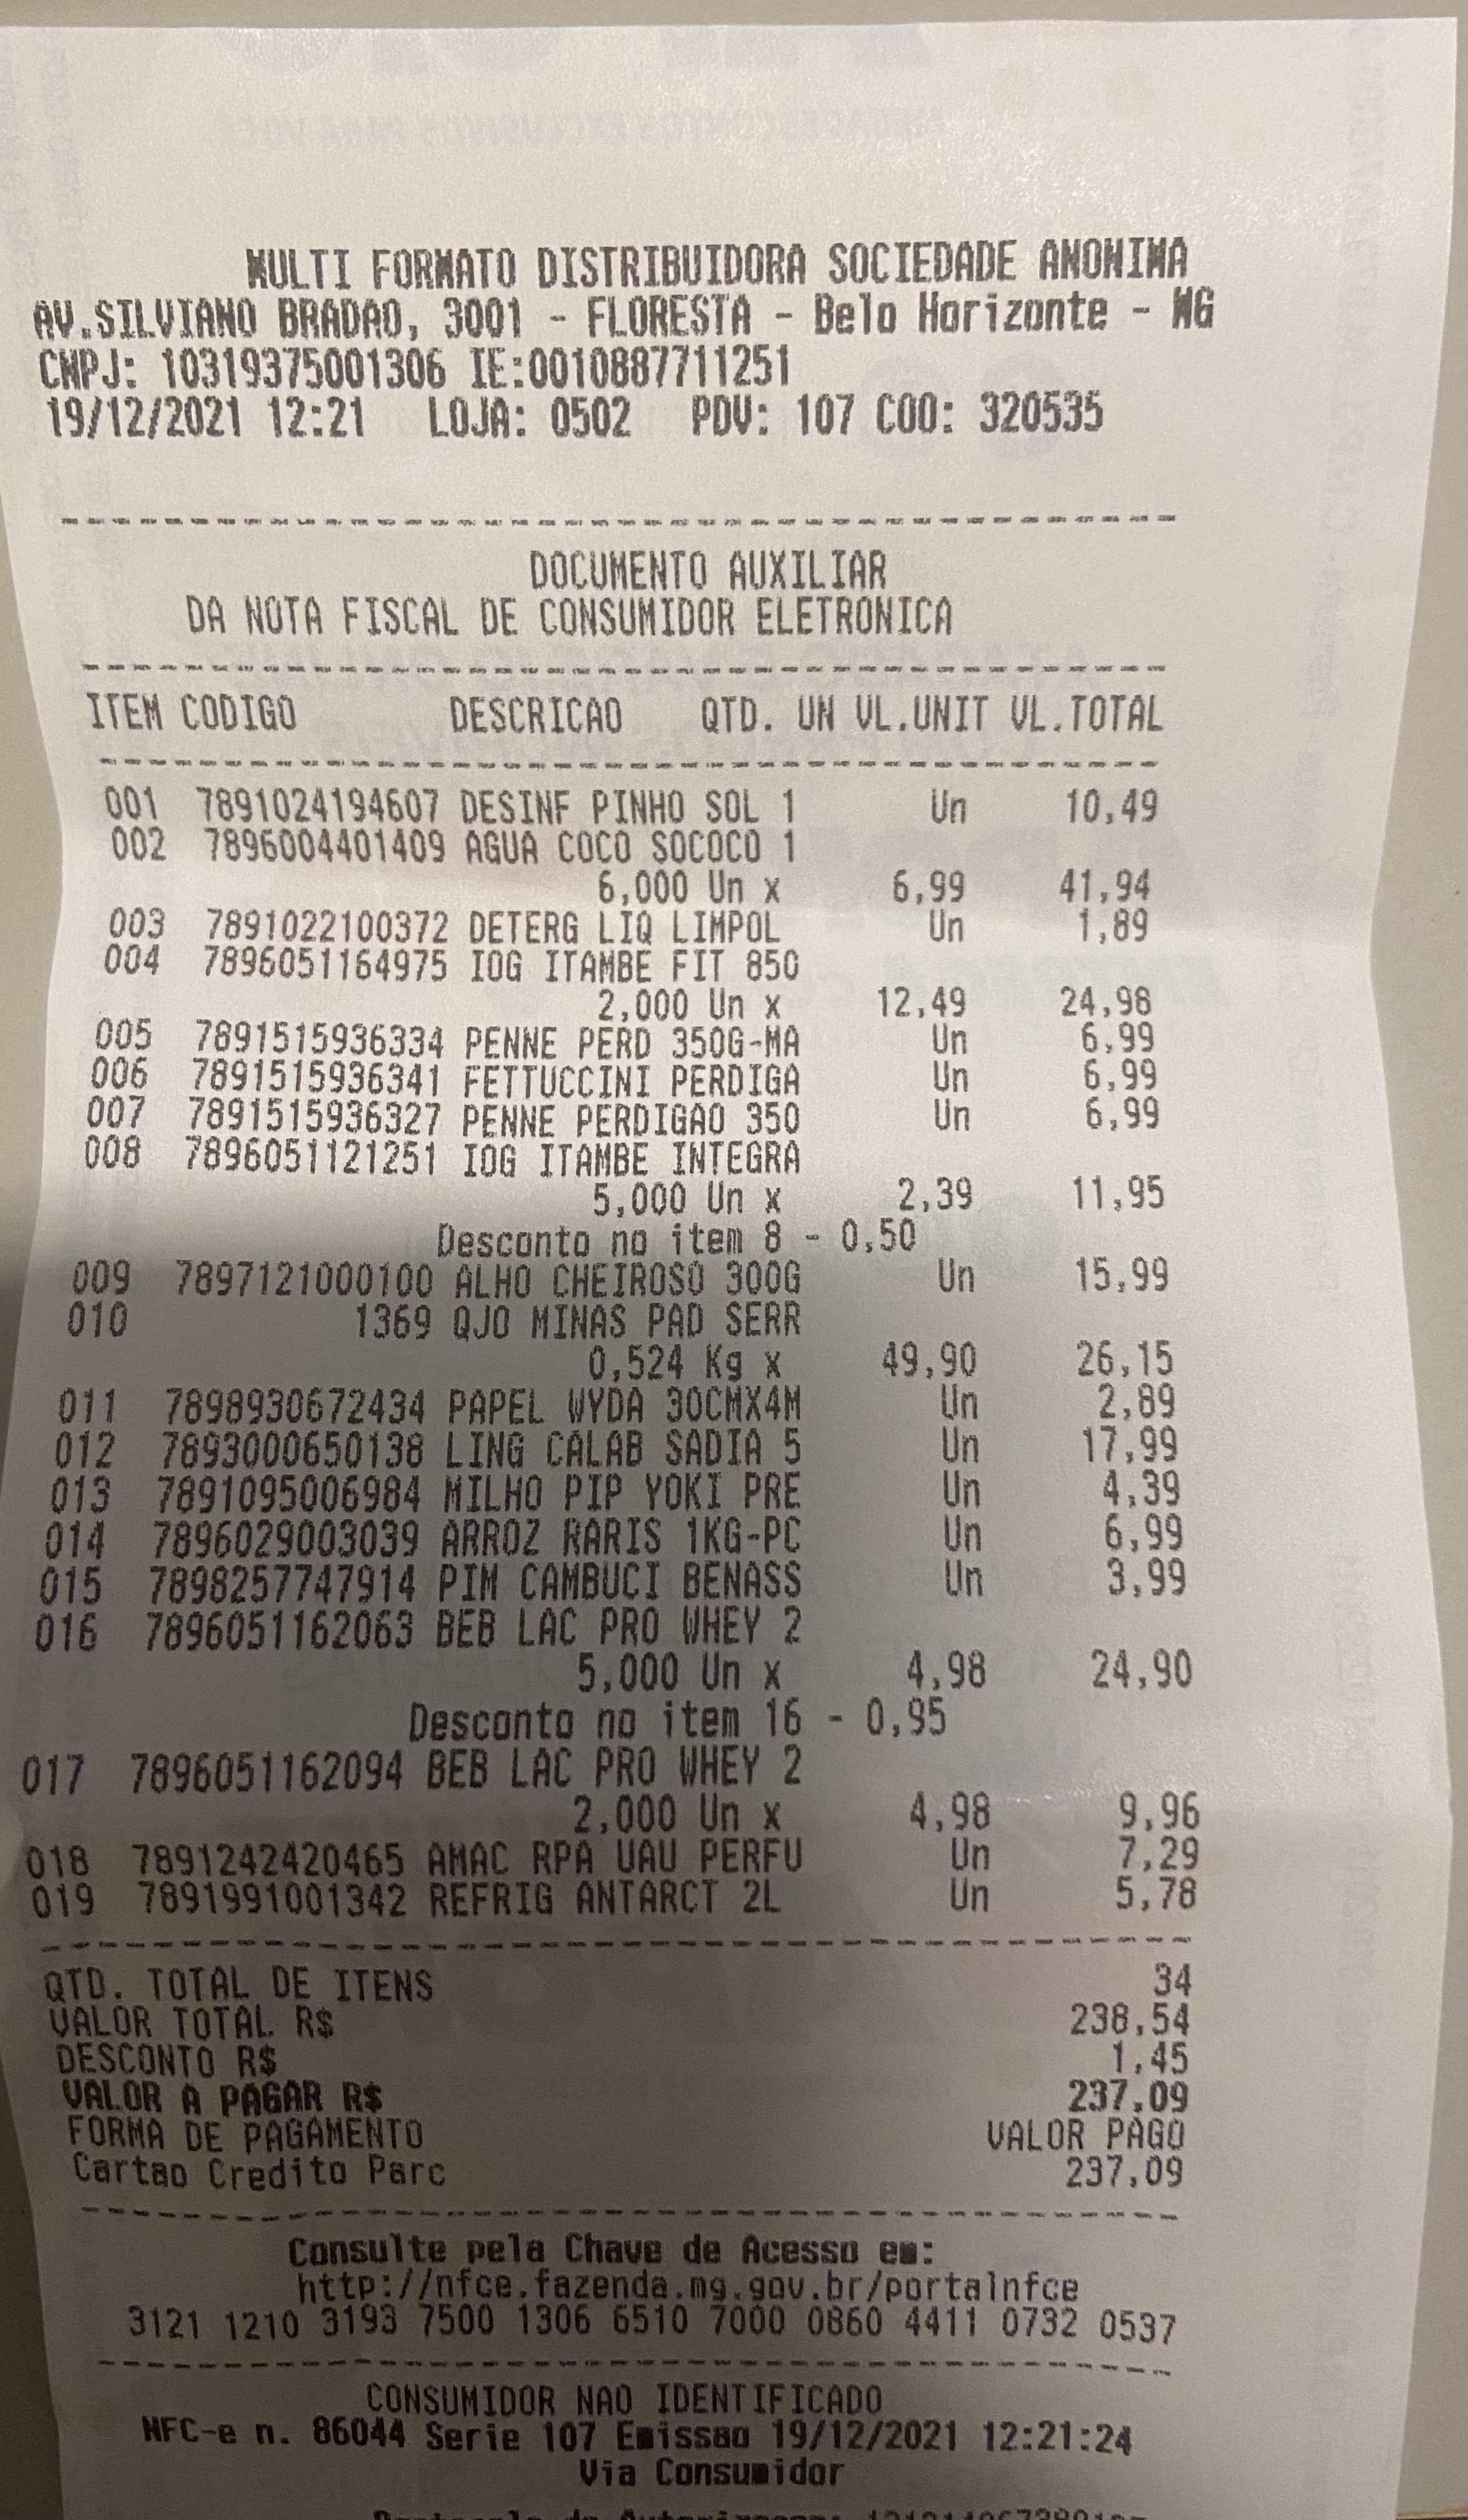 MULTI FORMATO DISTRIBUIDORA SOCIEDADE ANONIMA
AV.SILVIANO BRADAO, 3001 - FLORESTA - Belo Horizonte - MG
CNPJ: 10319375001306 IE:0010887711251
19/12/2021 12:21 LOJA: 0502 PDV: 107 COO: 320535
DOCUMENTO AUXILIAR
DA NOTA FISCAL DE CONSUMIDOR ELETRONICA
ITEM CODIGO DESCRICAO QTD. UN VL.UNIT VL.TOTAL
001 7891024194607 DESINF PINHO SOL 1 Un 10,49
002 7896004401409 AGUA COCO SOCOCO 1
6,000 Un x 6,99 41,94
003 7891022100372 DETERG LIQ LIMPOL Un 1,89
004 7896051164975 IOG ITAMBE FIT 850
2,000 Un x 12,49 24,98
005 7891515936334 PENNE PERD 350G-MA Un 6,99
006 7891515936341 FETTUCCINI PERDIGA Un 6,99
007 7891515936327 PENNE PERDIGAO 350 Un 6,99
008 7896051121251 IOG ITAMBE INTEGRA
5,000 Un x 2,39 11,95
Desconto no item 8 - 0,50
009 7897121000100 ALHO CHEIROSO 300G Un 15,99
010 1369 QJO MINAS PAD SERR
0,524 Kg x 49,90 26,15
011 7898930672434 PAPEL WYDA 30CMX4M Un 2,89
012 7893000650138 LING CALAB SADIA 5 Un 17,99
013 7891095006984 MILHO PIP YOKI PRE Un 4,39
014 7896029003039 ARROZ RARIS 1KG-PC Un 6,99
015 7898257747914 PIM CAMBUCI BENASS Un 3,99
016 7896051162063 BEB LAC PRO WHEY 2
5,000 Un x 4,98 24,90
Desconto no item 16 - 0,95
017 7896051162094 BEB LAC PRO WHEY 2
2,000 Un x 4,98 9,96
018 7891242420465 AMAC RPA UAU PERFU Un 7,29
019 7891991001342 REFRIG ANTARCT 2L Un 5,78
QTD. TOTAL DE ITENS 34
VALOR TOTAL R$ 238,54
DESCONTO R$ 1,45
VALOR A PAGAR R$ 237,09
FORMA DE PAGAMENTO VALOR PAGO
Cartao Credito Parc 237,09
Consulte pela Chave de Acesso em:
http://nfce.fazenda.mg.gov.br/portalnfce
3121 1210 3193 7500 1306 6510 7000 0860 4411 0732 0537
CONSUMIDOR NAO IDENTIFICADO
NFC-e n. 86044 Serie 107 Emissao 19/12/2021 12:21:24
Via Consumidor